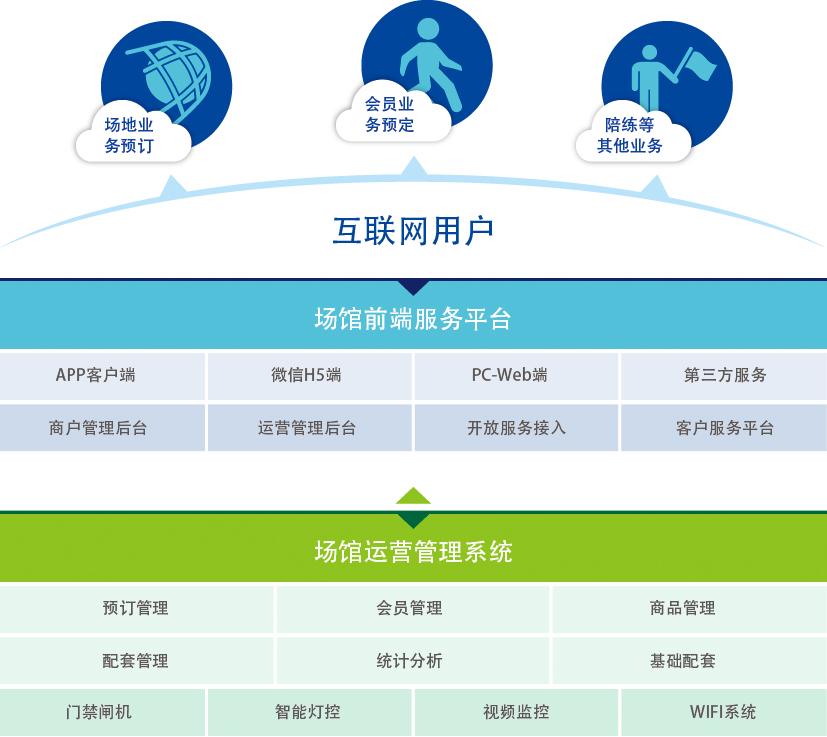 场地业
务预订
会员业
务预定
陪练等
其他业务
互联网用户
场馆前端服务平台
APP客户端
微信H5端
PC-Web端
第三方服务
商户管理后台
运营管理后台
开放服务接入
客户服务平台
场馆运营管理系统
预订管理
会员管理
商品管理
配套管理
统计分析
基础配套
门禁闸机
智能灯控
视频监控
WIFI系统